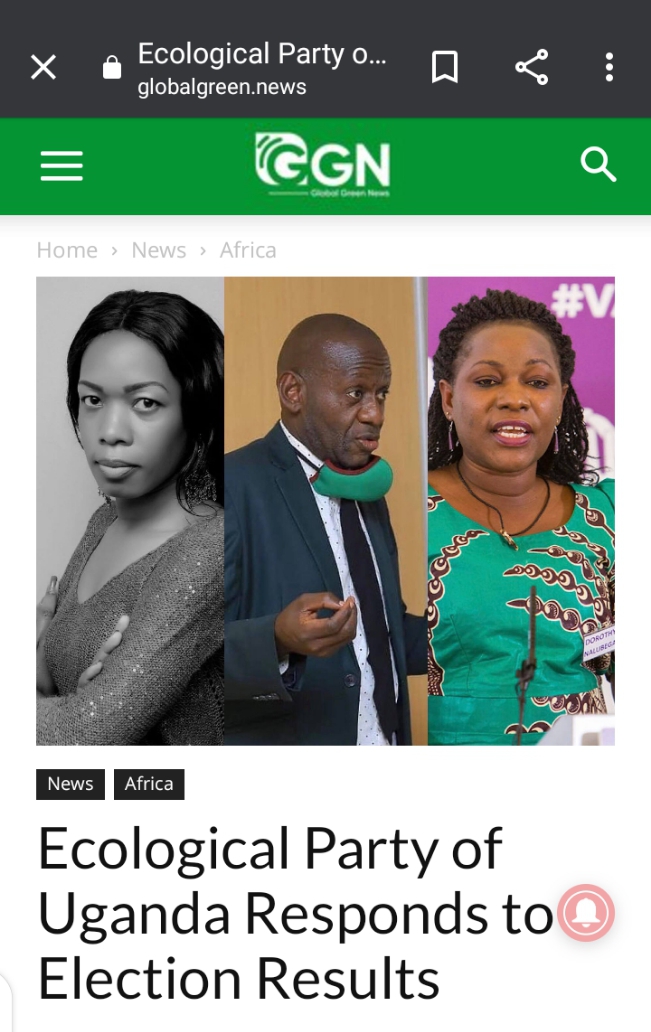 Ecological Party o...
globalgreen.news
GGN
Global Green News
Home › News › Africa
#V
DOROTHY
NALUBEGA
News Africa
Ecological Party of
Uganda Responds to
Election Results